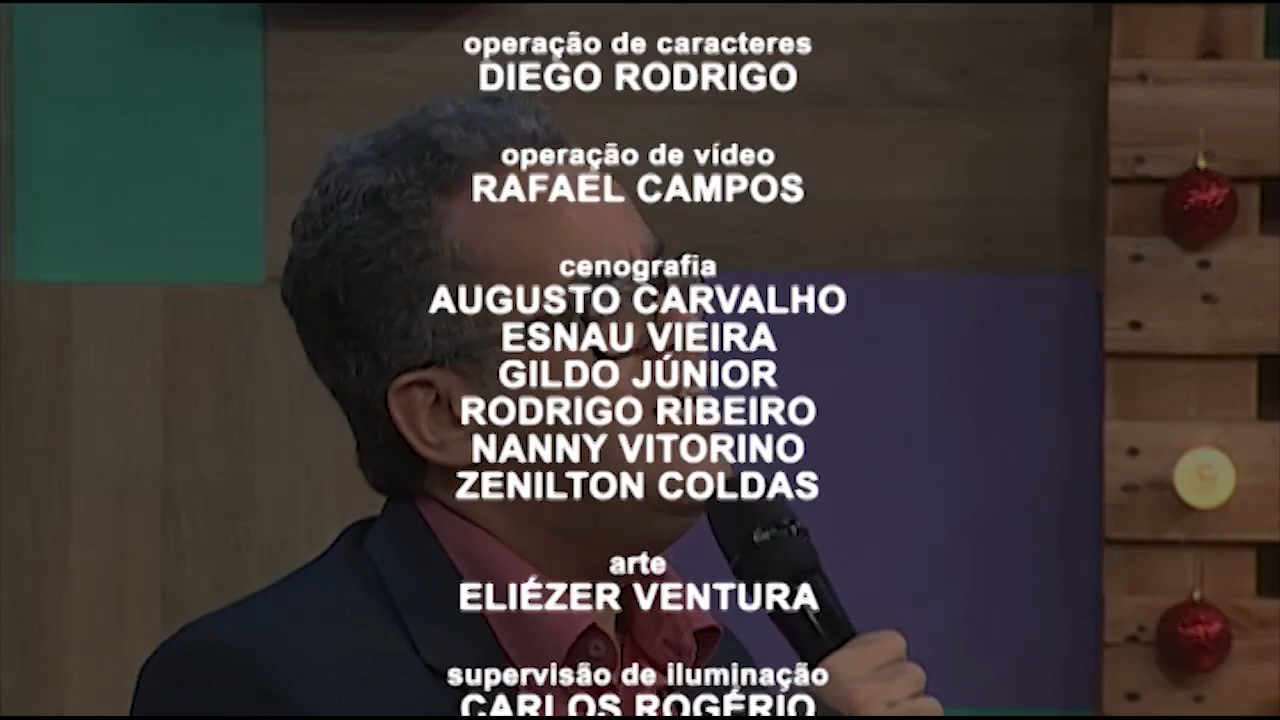 operação de caracteres
DIEGO RODRIGO
operação de vídeo
RAFAEL CAMPOS
cenografia
AUGUSTO CARVALHO
ESNAU VIEIRA
GILDO JÚNIOR
RODRIGO RIBEIRO
NANNY VITORINO
ZENILTON COLDAS
arte
ELIÉZER VENTURA
supervisão de iluminação
CARLOS ROGÉRIO